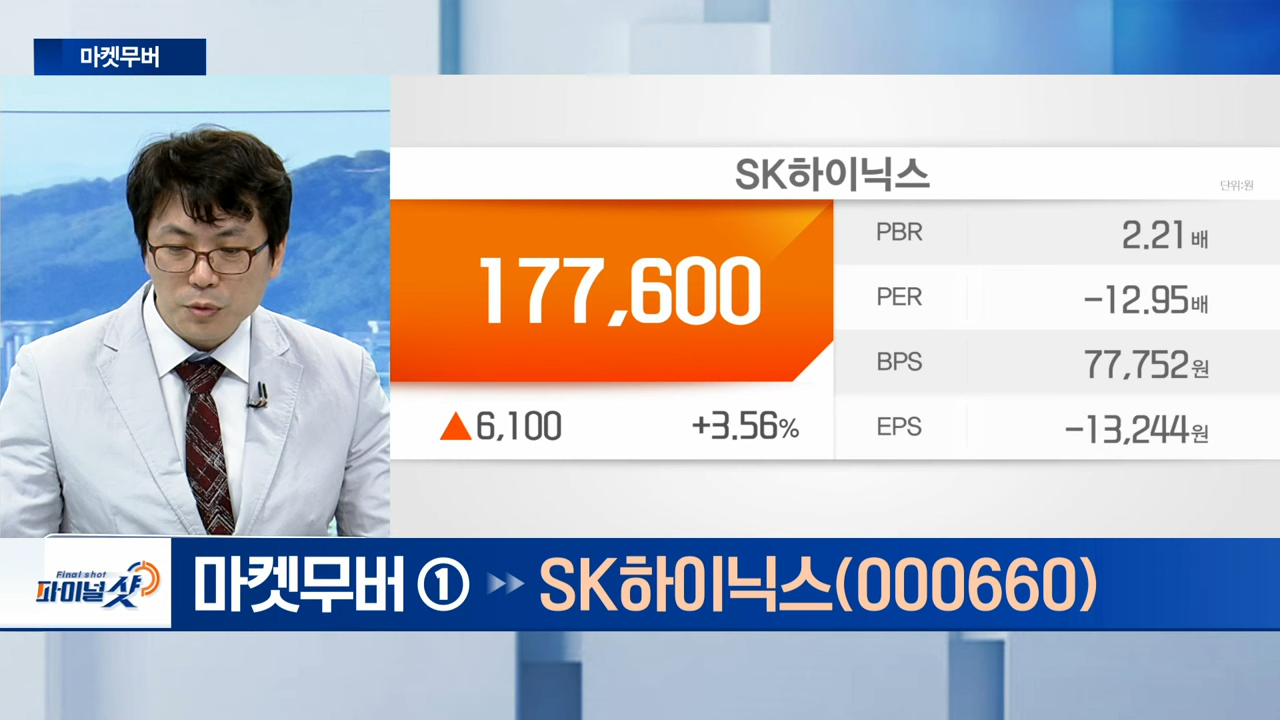 마켓무버
SK하이닉스
단위:원
177,600
▲6,100 +3.56%
PBR 2.21배
PER -12.95배
BPS 77,752원
EPS -13,244원
Final shot
파이널샷
마켓무버 ① SK하이닉스(000660)